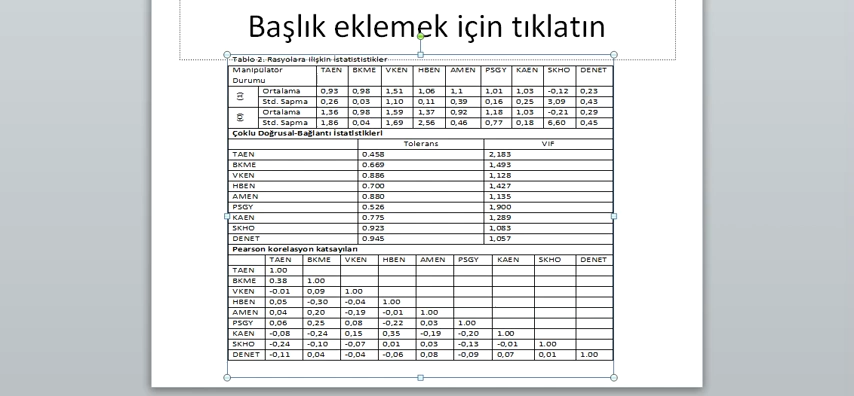 Başlık eklemek için tıklatın
Tablo 2. Rasyolara İlişkin İstatististikler
Manipülatör Durumu TAEN BKME VKEN HBEN AMEN PSGY KAEN SKHO DENET
(1) Ortalama 0,93 0,98 1,51 1,06 1,1 1,01 1,03 -0,12 0,23
Std. Sapma 0,26 0,03 1,10 0,11 0,39 0,16 0,25 3,09 0,43
(0) Ortalama 1,36 0,98 1,59 1,37 0,92 1,18 1,03 -0,21 0,29
Std. Sapma 1,86 0,04 1,69 2,56 0,46 0,77 0,18 6,60 0,45
Çoklu Doğrusal-Bağlantı İstatistikleri
Tolerans VIF
TAEN 0.458 2,183
BKME 0.669 1,493
VKEN 0.886 1,128
HBEN 0.700 1,427
AMEN 0.880 1,135
PSGY 0.526 1,900
KAEN 0.775 1,289
SKHO 0.923 1,083
DENET 0.945 1,057
Pearson korelasyon katsayıları
TAEN BKME VKEN HBEN AMEN PSGY KAEN SKHO DENET
TAEN 1.00
BKME 0.38 1.00
VKEN -0.01 0,09 1.00
HBEN 0,05 -0,30 -0,04 1.00
AMEN 0,04 0,20 -0,19 -0,01 1.00
PSGY 0,06 0,25 0,08 -0,22 0,03 1.00
KAEN -0,08 -0,24 0,15 0,35 -0,19 -0,20 1.00
SKHO -0,24 -0,10 -0,07 0,01 0,03 -0,13 -0,01 1.00
DENET -0,11 0,04 -0,04 -0,06 0,08 -0,09 0,07 0,01 1.00